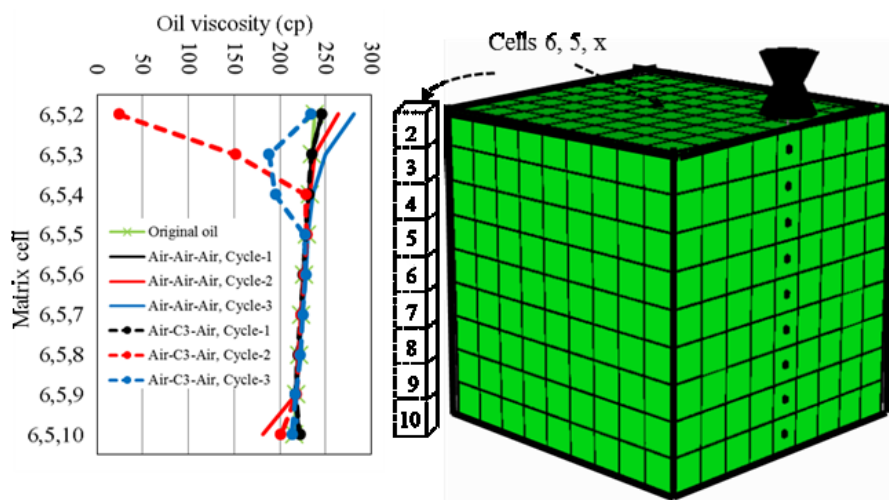 Oil viscosity (cp)
0
50
100
150
200
250
300
Matrix cell
6,5,2
6,5,3
6,5,4
6,5,5
6,5,6
6,5,7
6,5,8
6,5,9
6,5,10
Original oil
Air-Air-Air, Cycle-1
Air-Air-Air, Cycle-2
Air-Air-Air, Cycle-3
Air-C3-Air, Cycle-1
Air-C3-Air, Cycle-2
Air-C3-Air, Cycle-3
Cells 6, 5, x
2
3
4
5
6
7
8
9
10